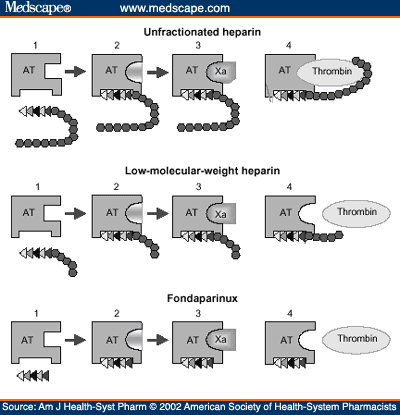 Medscape® www.medscape.com
Unfractionated heparin
1 2 3 4
AT AT AT Xa AT Thrombin
Low-molecular-weight heparin
1 2 3 4
AT AT AT Xa AT Thrombin
Fondaparinux
1 2 3 4
AT AT AT Xa AT Thrombin
Source: Am J Health-Syst Pharm © 2002 American Society of Health-System Pharmacists